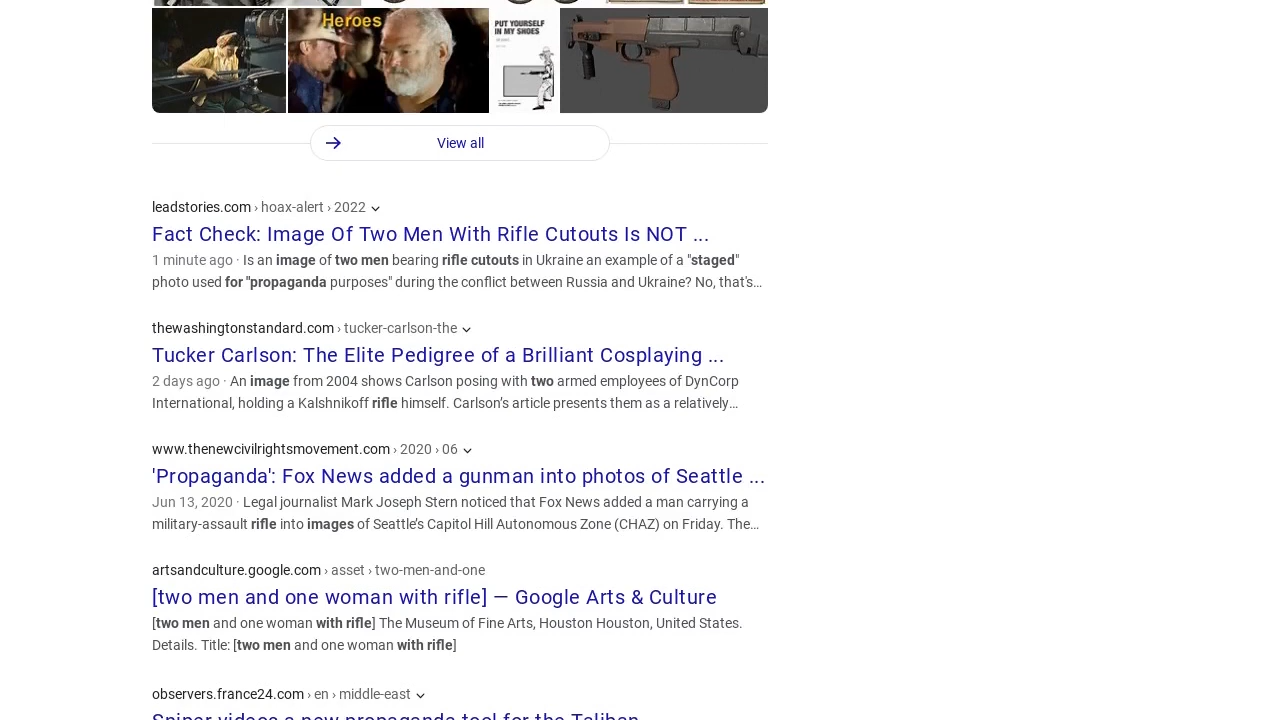 Heroes
PUT YOURSELF
IN MY SHOES
View all
leadstories.com › hoax-alert › 2022
Fact Check: Image Of Two Men With Rifle Cutouts Is NOT ...
1 minute ago · Is an image of two men bearing rifle cutouts in Ukraine an example of a "staged"
photo used for "propaganda purposes" during the conflict between Russia and Ukraine? No, that's...
thewashingtonstandard.com › tucker-carlson-the
Tucker Carlson: The Elite Pedigree of a Brilliant Cosplaying ...
2 days ago · An image from 2004 shows Carlson posing with two armed employees of DynCorp
International, holding a Kalshnikoff rifle himself. Carlson's article presents them as a relatively...
www.thenewcivilrightsmovement.com › 2020 › 06
'Propaganda': Fox News added a gunman into photos of Seattle ...
Jun 13, 2020 · Legal journalist Mark Joseph Stern noticed that Fox News added a man carrying a
military-assault rifle into images of Seattle's Capitol Hill Autonomous Zone (CHAZ) on Friday. The...
artsandculture.google.com › asset › two-men-and-one
[two men and one woman with rifle] — Google Arts & Culture
[two men and one woman with rifle] The Museum of Fine Arts, Houston Houston, United States.
Details. Title: [two men and one woman with rifle]
observers.france24.com › en › middle-east
Sniper videos a new propaganda tool for the Taliban